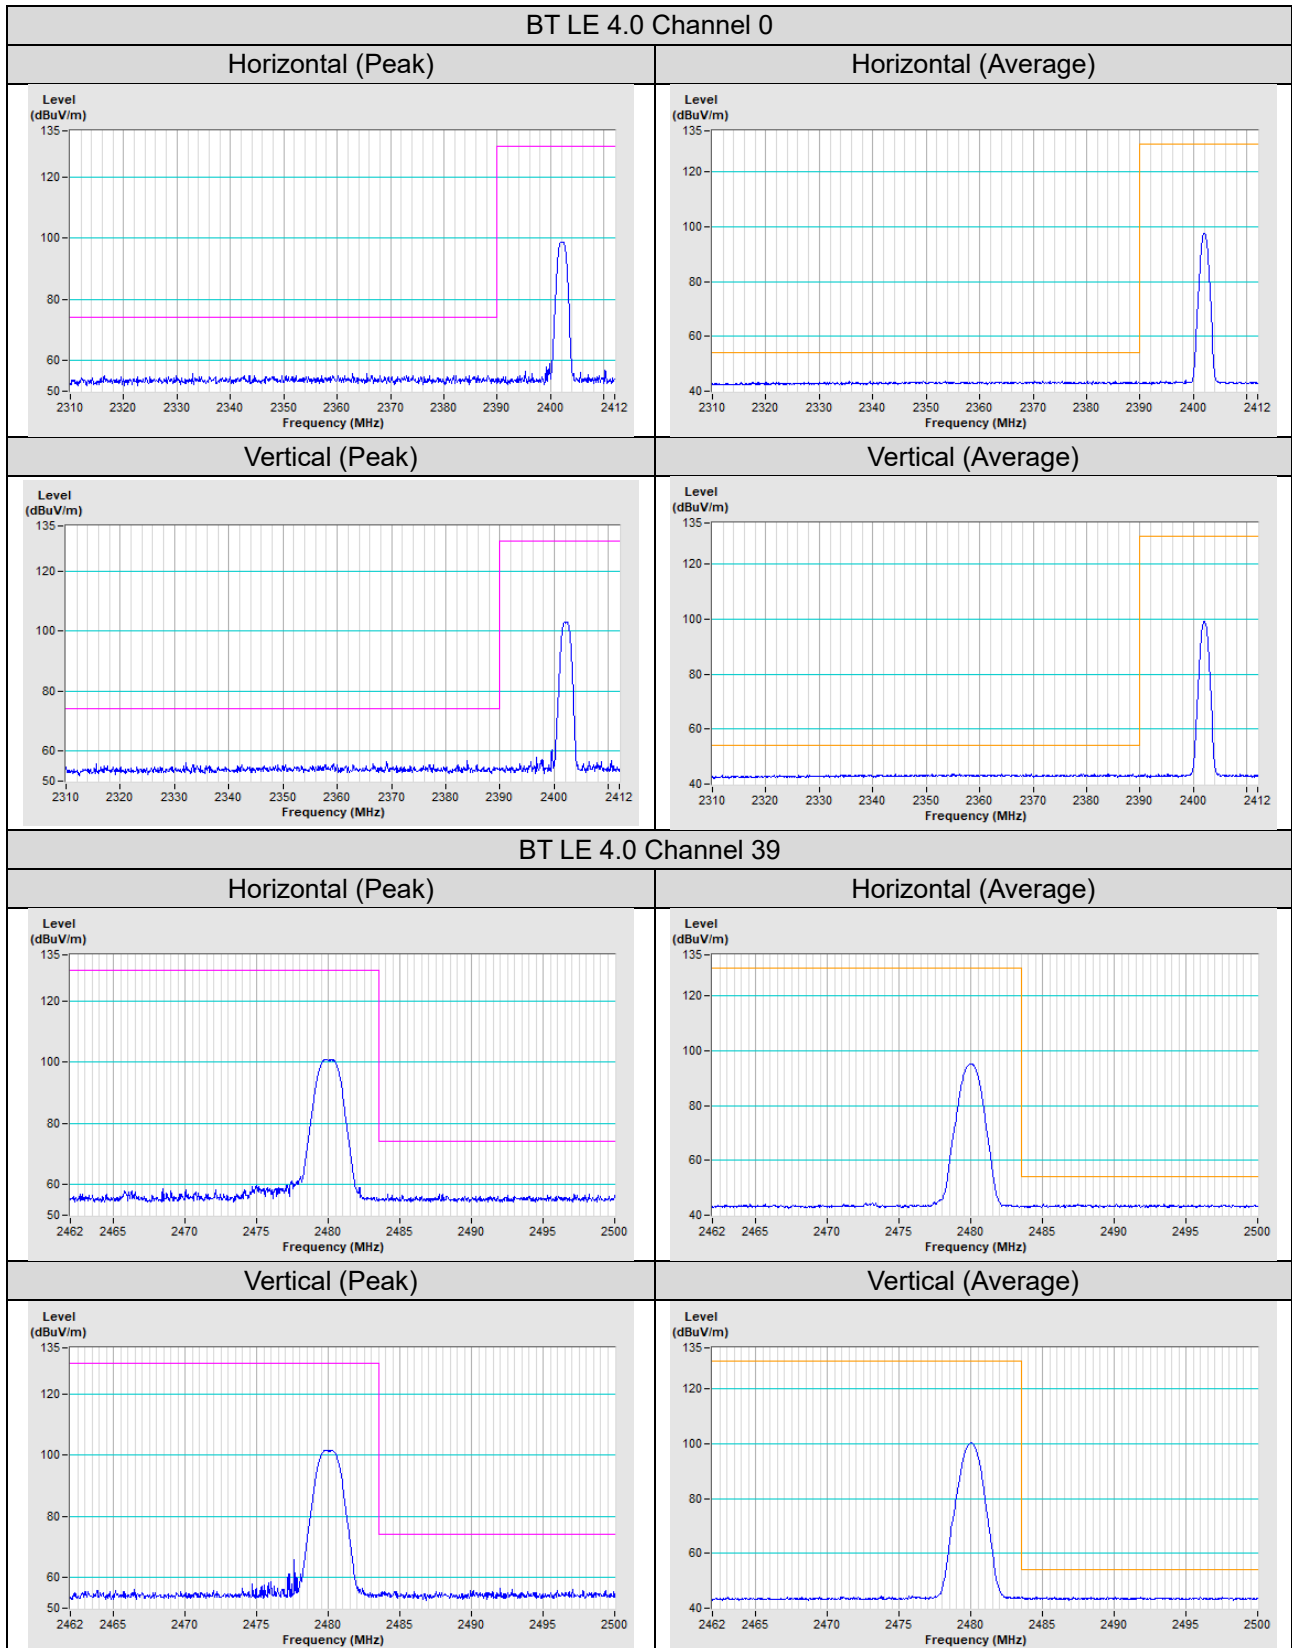 BT LE 4.0 Channel 0
Horizontal (Peak)
Horizontal (Average)
Level
(dBuV/m)
135
120
100
80
60
50
2310 2320 2330 2340 2350 2360 2370 2380 2390 2400 2412
Frequency (MHz)
Level
(dBuV/m)
135
120
100
80
60
40
2310 2320 2330 2340 2350 2360 2370 2380 2390 2400 2412
Frequency (MHz)
Vertical (Peak)
Vertical (Average)
Level
(dBuV/m)
135
120
100
80
60
50
2310 2320 2330 2340 2350 2360 2370 2380 2390 2400 2412
Frequency (MHz)
Level
(dBuV/m)
135
120
100
80
60
40
2310 2320 2330 2340 2350 2360 2370 2380 2390 2400 2412
Frequency (MHz)
BT LE 4.0 Channel 39
Horizontal (Peak)
Horizontal (Average)
Level
(dBuV/m)
135
120
100
80
60
50
2462 2465 2470 2475 2480 2485 2490 2495 2500
Frequency (MHz)
Level
(dBuV/m)
135
120
100
80
60
40
2462 2465 2470 2475 2480 2485 2490 2495 2500
Frequency (MHz)
Vertical (Peak)
Vertical (Average)
Level
(dBuV/m)
135
120
100
80
60
50
2462 2465 2470 2475 2480 2485 2490 2495 2500
Frequency (MHz)
Level
(dBuV/m)
135
120
100
80
60
40
2462 2465 2470 2475 2480 2485 2490 2495 2500
Frequency (MHz)